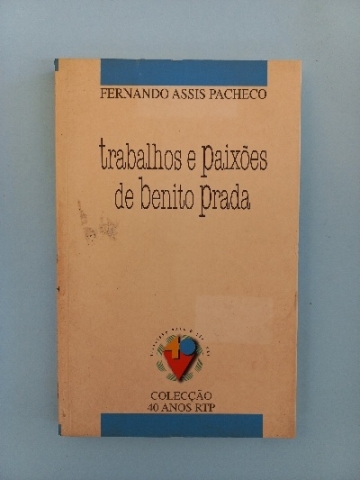 FERNANDO ASSIS PACHECO
trabalhos e paixões
de benito prada
COLECÇÃO
40 ANOS RTP